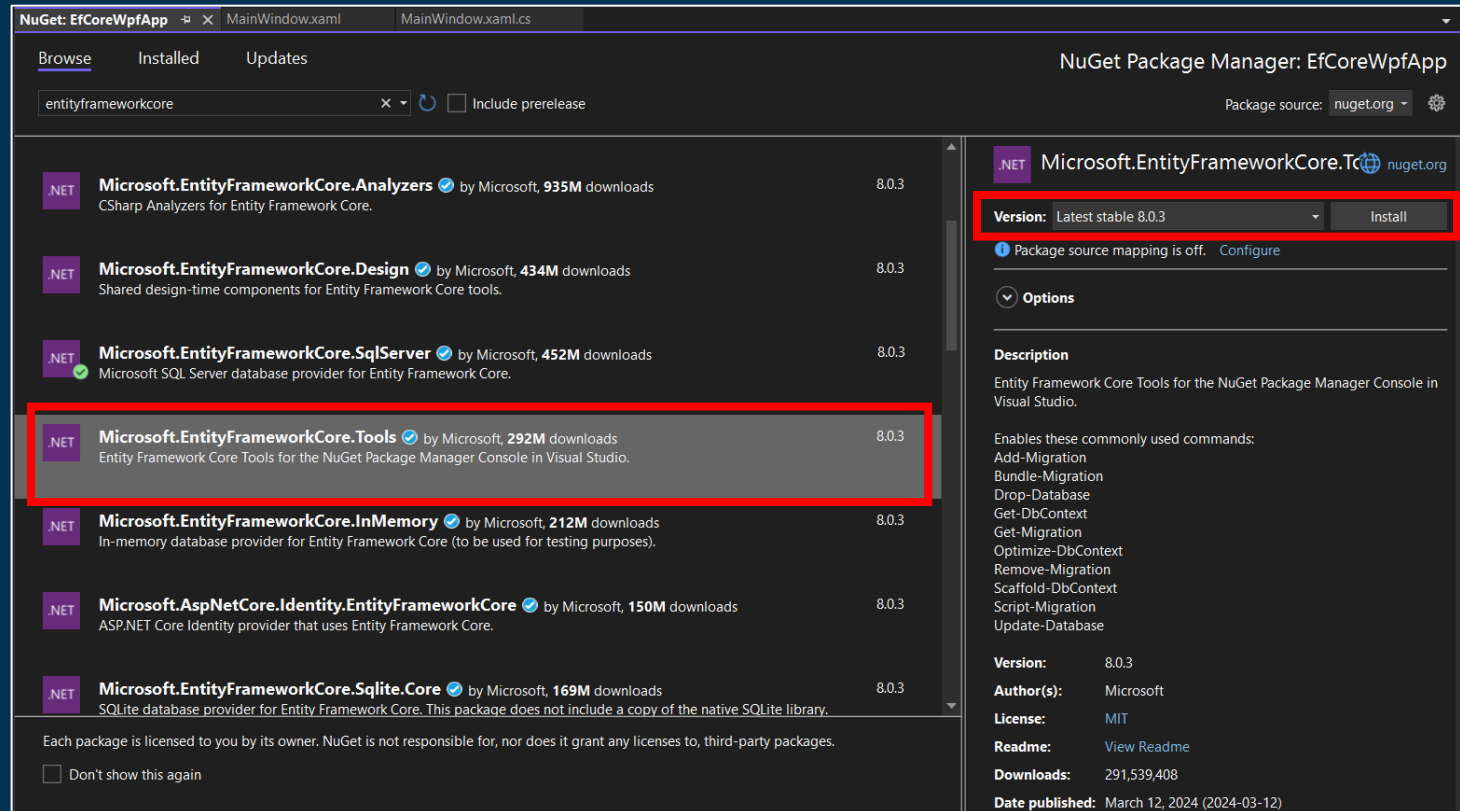 NuGet: EfCoreWpfApp
MainWindow.xaml
MainWindow.xaml.cs
Browse
Installed
Updates
NuGet Package Manager: EfCoreWpfApp
entityframeworkcore
Include prerelease
Package source: nuget.org
.NET
Microsoft.EntityFrameworkCore.Analyzers by Microsoft, 935M downloads
8.0.3
CSharp Analyzers for Entity Framework Core.
.NET
Microsoft.EntityFrameworkCore.Design by Microsoft, 434M downloads
8.0.3
Shared design-time components for Entity Framework Core tools.
.NET
Microsoft.EntityFrameworkCore.SqlServer by Microsoft, 452M downloads
8.0.3
Microsoft SQL Server database provider for Entity Framework Core.
.NET
Microsoft.EntityFrameworkCore.Tools by Microsoft, 292M downloads
8.0.3
Entity Framework Core Tools for the NuGet Package Manager Console in Visual Studio.
.NET
Microsoft.EntityFrameworkCore.InMemory by Microsoft, 212M downloads
8.0.3
In-memory database provider for Entity Framework Core (to be used for testing purposes).
.NET
Microsoft.AspNetCore.Identity.EntityFrameworkCore by Microsoft, 150M downloads
8.0.3
ASP.NET Core Identity provider that uses Entity Framework Core.
.NET
Microsoft.EntityFrameworkCore.Sqlite.Core by Microsoft, 169M downloads
8.0.3
SQLite database provider for Entity Framework Core. This package does not include a copy of the native SQLite library.
Each package is licensed to you by its owner. NuGet is not responsible for, nor does it grant any licenses to, third-party packages.
Don't show this again
.NET
Microsoft.EntityFrameworkCore.To
nuget.org
Version: Latest stable 8.0.3
Install
Package source mapping is off. Configure
Options
Description
Entity Framework Core Tools for the NuGet Package Manager Console in
Visual Studio.
Enables these commonly used commands:
Add-Migration
Bundle-Migration
Drop-Database
Get-DbContext
Get-Migration
Optimize-DbContext
Remove-Migration
Scaffold-DbContext
Script-Migration
Update-Database
Version: 8.0.3
Author(s): Microsoft
License: MIT
Readme: View Readme
Downloads: 291,539,408
Date published: March 12, 2024 (2024-03-12)